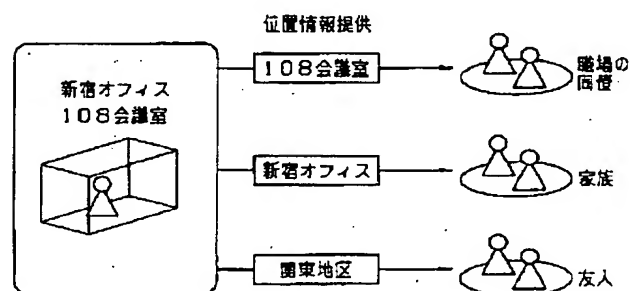 位置情報提供
新宿オフィス
108会議室
108会議室
職場の
同僚
新宿オフィス
家族
関東地区
友人